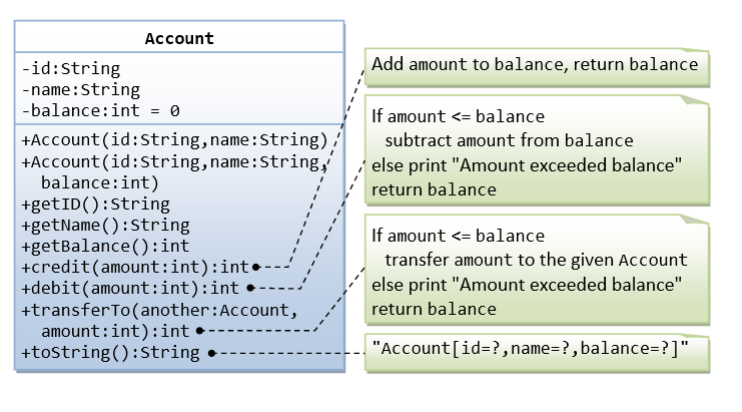 Account
-id:String
-name:String
-balance:int = 0
+Account(id:String,name:String)
+Account(id:String,name:String,
balance:int)
+getID():String
+getName():String
+getBalance():int
+credit(amount:int):int
+debit(amount:int):int
+transferTo(another:Account,
amount:int):int
+toString():String
Add amount to balance, return balance
If amount <= balance
subtract amount from balance
else print "Amount exceeded balance"
return balance
If amount <= balance
transfer amount to the given Account
else print "Amount exceeded balance"
return balance
"Account[id=?,name=?,balance=?]"